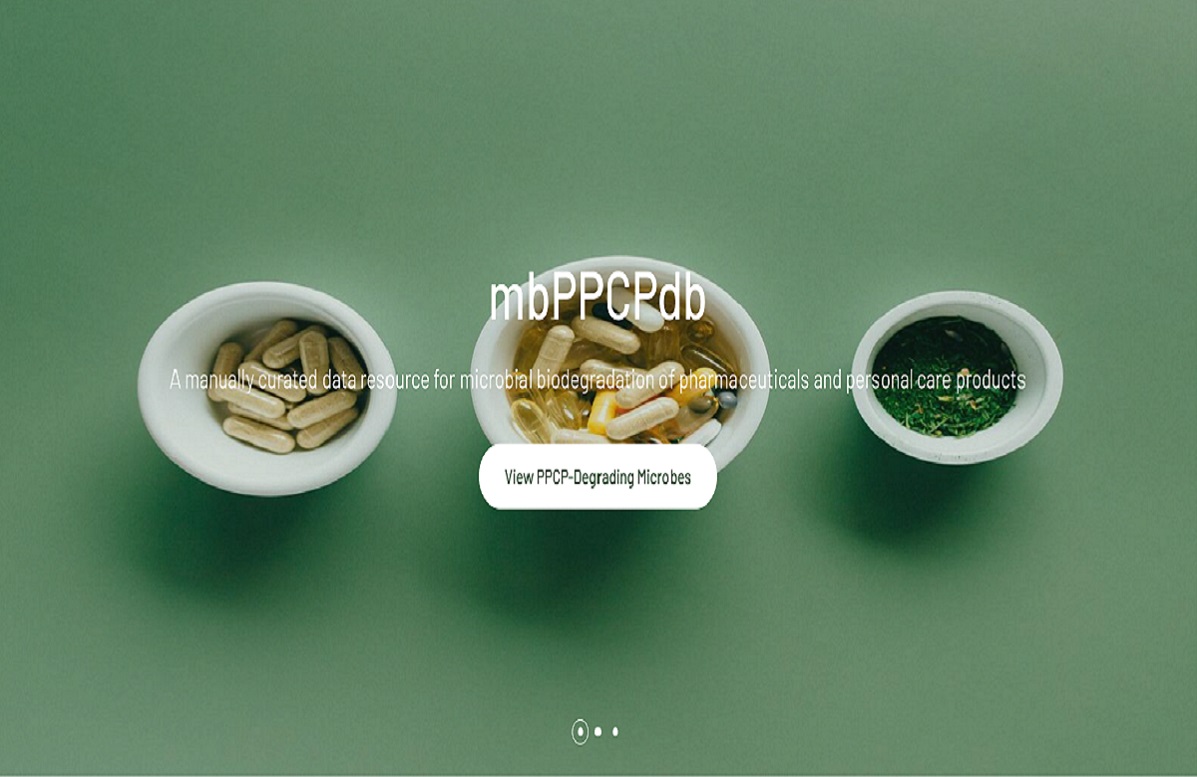 mbPPCPdb
A manually curated data resource for microbial biodegradation of pharmaceuticals and personal care products
View PPCP-Degrading Microbes